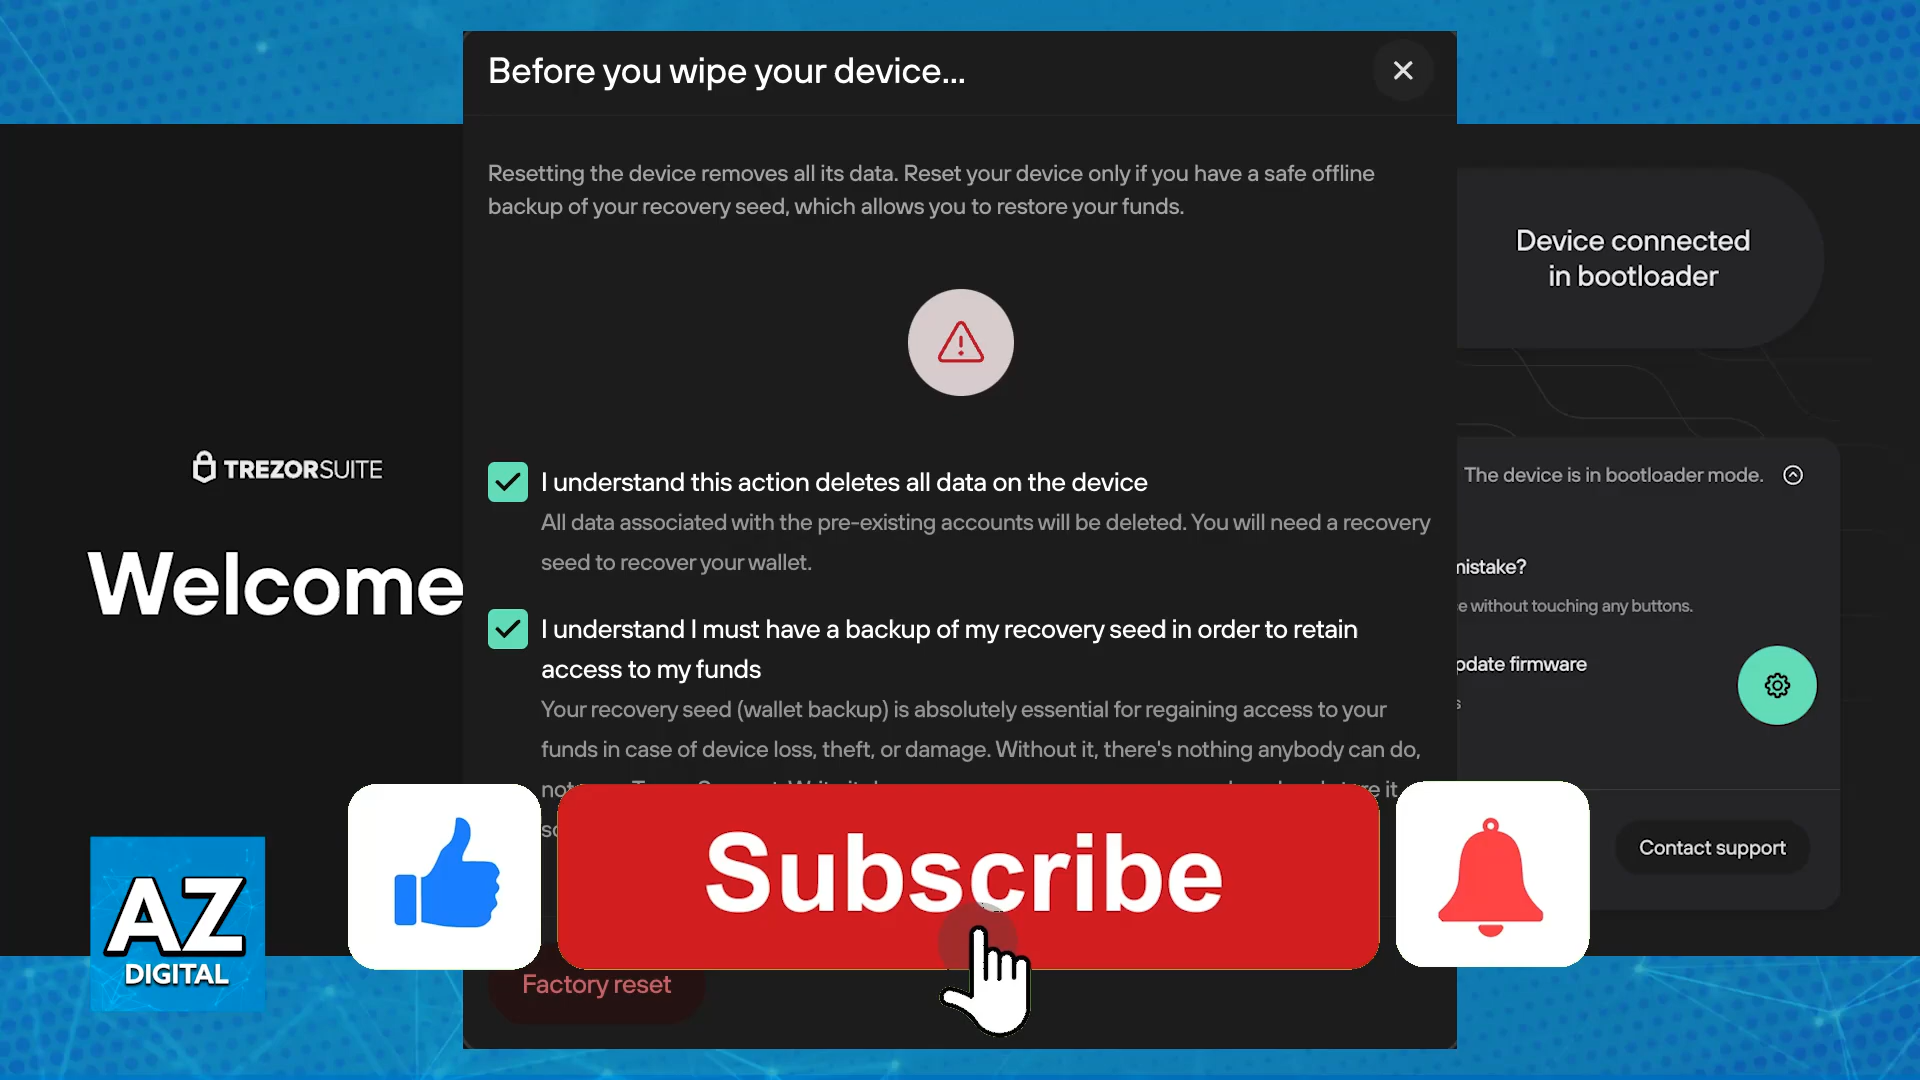 Before you wipe your device...
Resetting the device removes all its data. Reset your device only if you have a safe offline
backup of your recovery seed, which allows you to restore your funds.
Device connected
in bootloader
TREZORSUITE
Welcome
I understand this action deletes all data on the device
All data associated with the pre-existing accounts will be deleted. You will need a recovery
seed to recover your wallet.
The device is in bootloader mode.
I understand I must have a backup of my recovery seed in order to retain
access to my funds
Your recovery seed (wallet backup) is absolutely essential for regaining access to your
funds in case of device loss, theft, or damage. Without it, there's nothing anybody can do,
it
without touching any buttons.
firmware
Contact support
Subscribe
Factory reset
AZ
DIGITAL